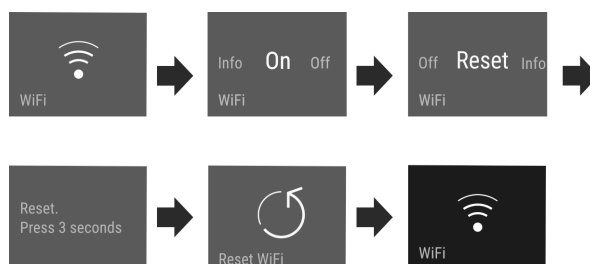 WiFi
Info On Off
WiFi
Off Reset Info
WiFi
Reset.
Press 3 seconds
Reset WiFi
WiFi